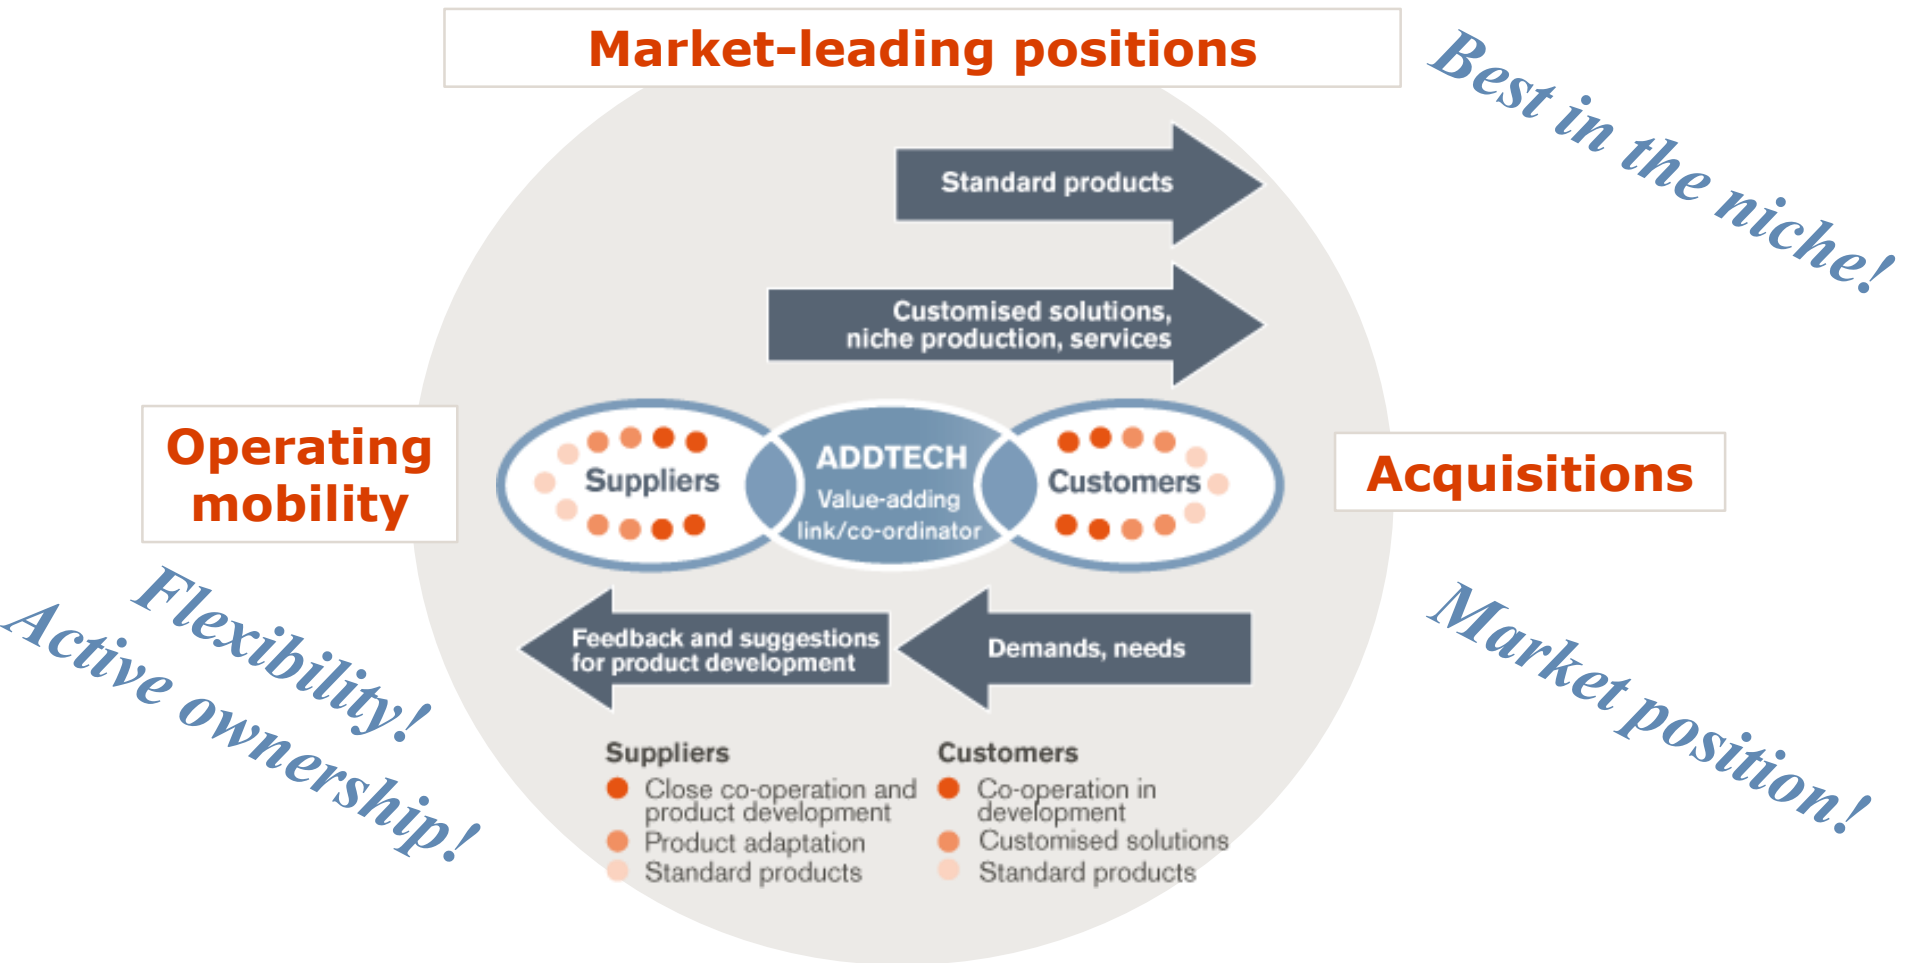 Market-leading positions
Best in the niche!
Standard products
Customised solutions,
niche production, services
Operating
mobility
Suppliers
ADDTECH
Value-adding
link/co-ordinator
Customers
Acquisitions
Flexibility!
Active ownership!
Market position!
Feedback and suggestions
for product development
Demands, needs
Suppliers
Close co-operation and
product development
Product adaptation
Standard products
Customers
Co-operation in
development
Customised solutions
Standard products